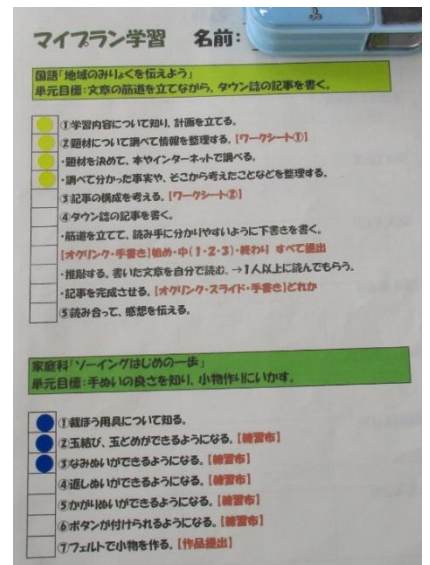 マイプラン学習 名前:
国語「地域のみりょくを伝えよう」
単元目標:文章の筋道を立てながら、タウン誌の記事を書く。
①学習内容について知り、計画を立てる。
②題材について調べて情報を整理する。【ワークシート①】
・題材を決めて、本やインターネットで調べる。
・調べて分かった事実や、そこから考えたことなどを整理する。
③記事の構成を考える。【ワークシート②】
④タウン誌の記事を書く。
・筋道を立てて、読み手に分かりやすいように下書きを書く。
【オクリンク・手書き】始め・中(1・2・3)・終わり すべて提出
・推敲する。書いた文章を自分で読む。→1人以上に読んでもらう。
・記事を完成させる。【オクリンク・スライド・手書き】どれか
⑤読み合って、感想を伝える。
家庭科「ソーイングはじめの一歩」
単元目標:手ぬいの良さを知り、小物作りにいかす。
①裁ほう用具について知る。
②玉結び、玉どめができるようになる。【練習布】
③なみぬいができるようになる。【練習布】
④返しぬいができるようになる。【練習布】
⑤かがりぬいができるようになる。【練習布】
⑥ボタンが付けられるようになる。【練習布】
⑦フェルトで小物を作る。【作品提出】